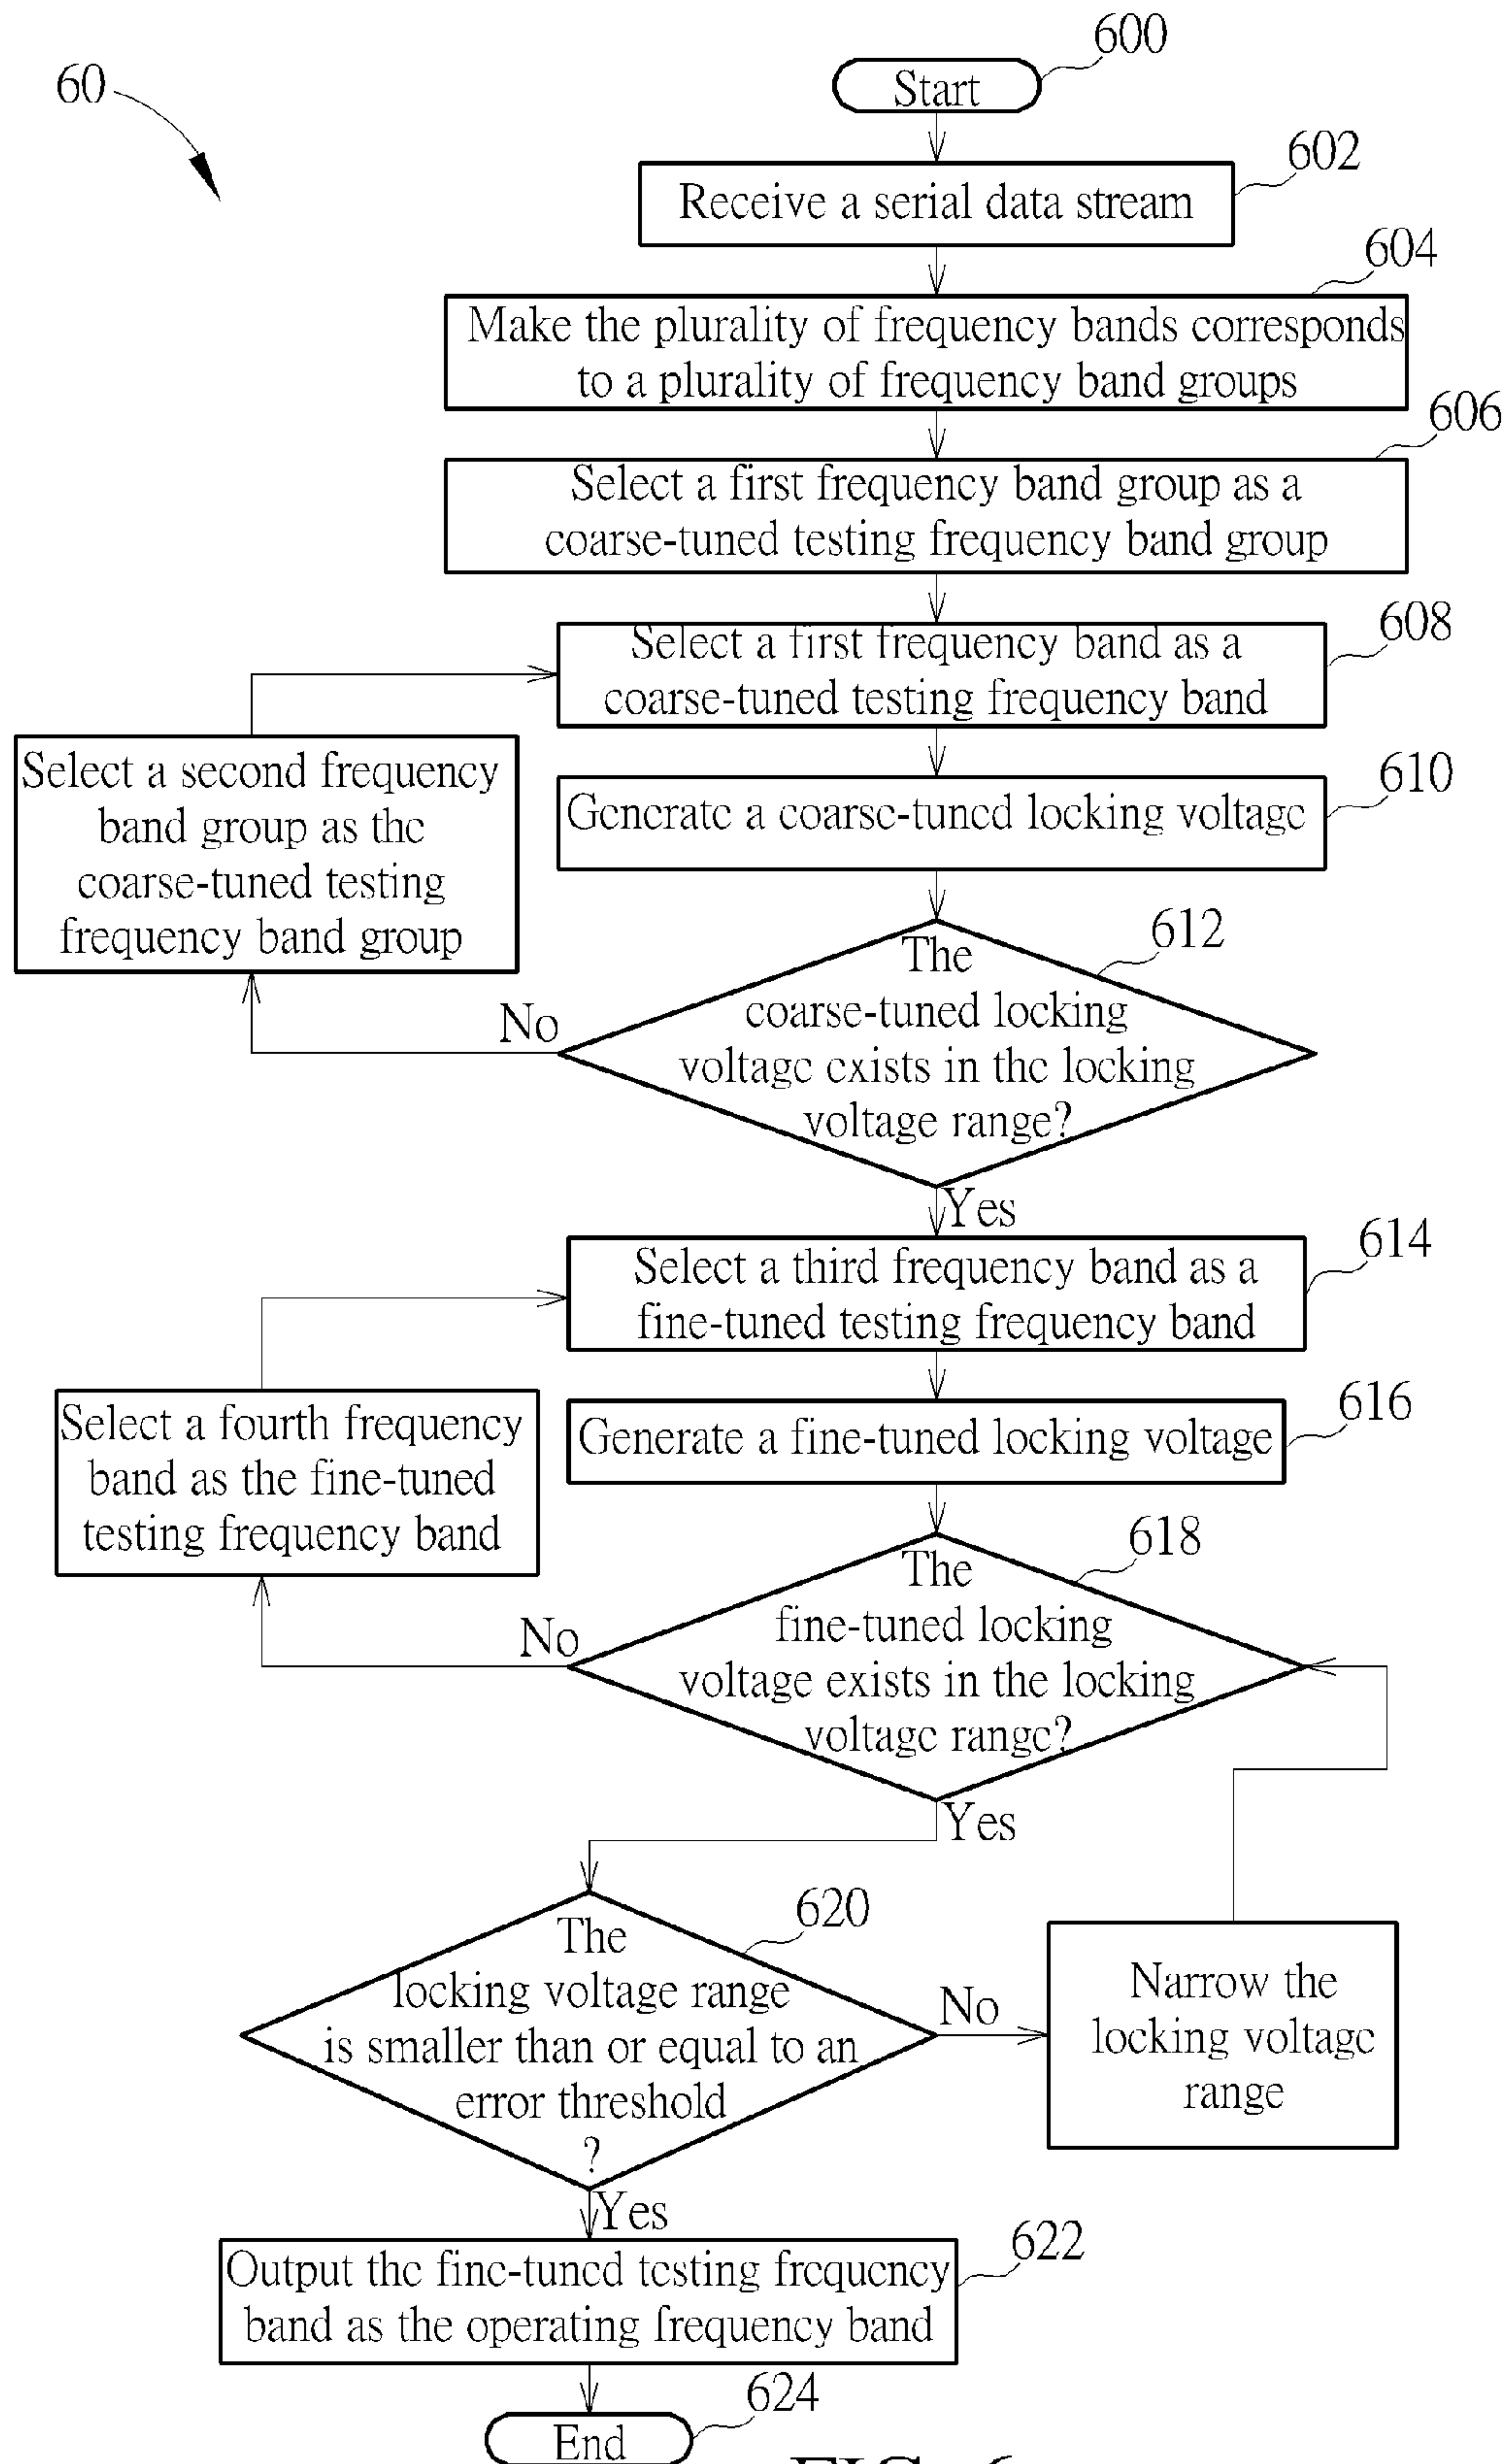 60
Start
600
Receive a serial data stream
602
Make the plurality of frequency bands corresponds
to a plurality of frequency band groups
604
Select a first frequency band group as a
coarse-tuned testing frequency band group
606
Select a first frequency band as a
coarse-tuned testing frequency band
608
Select a second frequency
band group as the
coarse-tuned testing
frequency band group
Generate a coarse-tuned locking voltage
610
The
coarse-tuned locking
voltage exists in the locking
voltage range?
612
No
Yes
Select a third frequency band as a
fine-tuned testing frequency band
614
Select a fourth frequency
band as the fine-tuned
testing frequency band
Generate a fine-tuned locking voltage
616
The
fine-tuned locking
voltage exists in the locking
voltage range?
618
No
Yes
The
locking voltage range
is smaller than or equal to an
error threshold
?
620
No
Narrow the
locking voltage
range
Yes
Output the fine-tuned testing frequency
band as the operating frequency band
622
End
624
FIG. 6